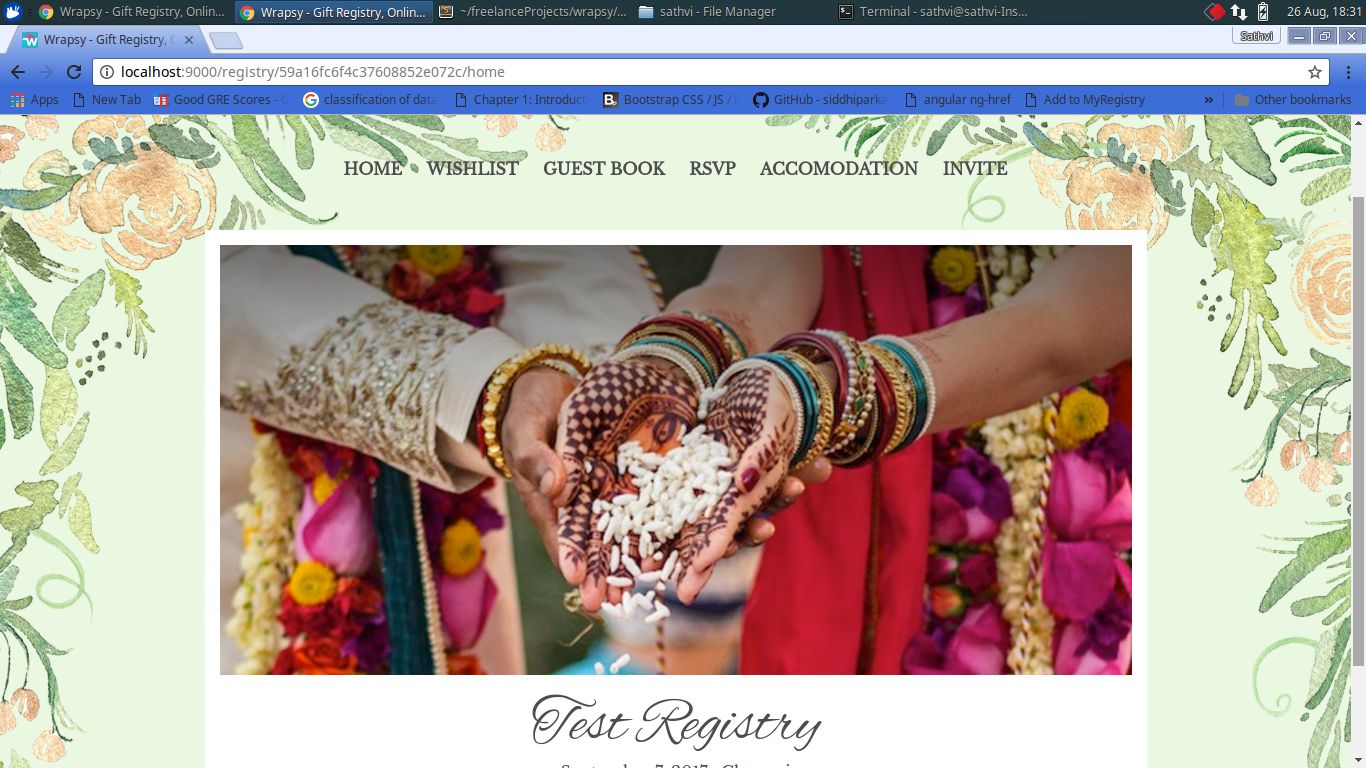 Wrapsy - Gift Registry, Onlin... Wrapsy - Gift Registry, Onlin... ~/freelanceProjects/wrapsy/... sathvi - File Manager Terminal - sathvi@sathvi-Ins... 26 Aug, 18:31
Wrapsy - Gift Registry, Sathvi
localhost:9000/registry/59a16fc6f4c37608852e072c/home
Apps New Tab Good GRE Scores - classification of data Chapter 1: Introduct Bootstrap CSS / JS / GitHub - siddhiparka angular ng-href Add to MyRegistry » Other bookmarks
HOME WISHLIST GUEST BOOK RSVP ACCOMODATION INVITE
Test Registry